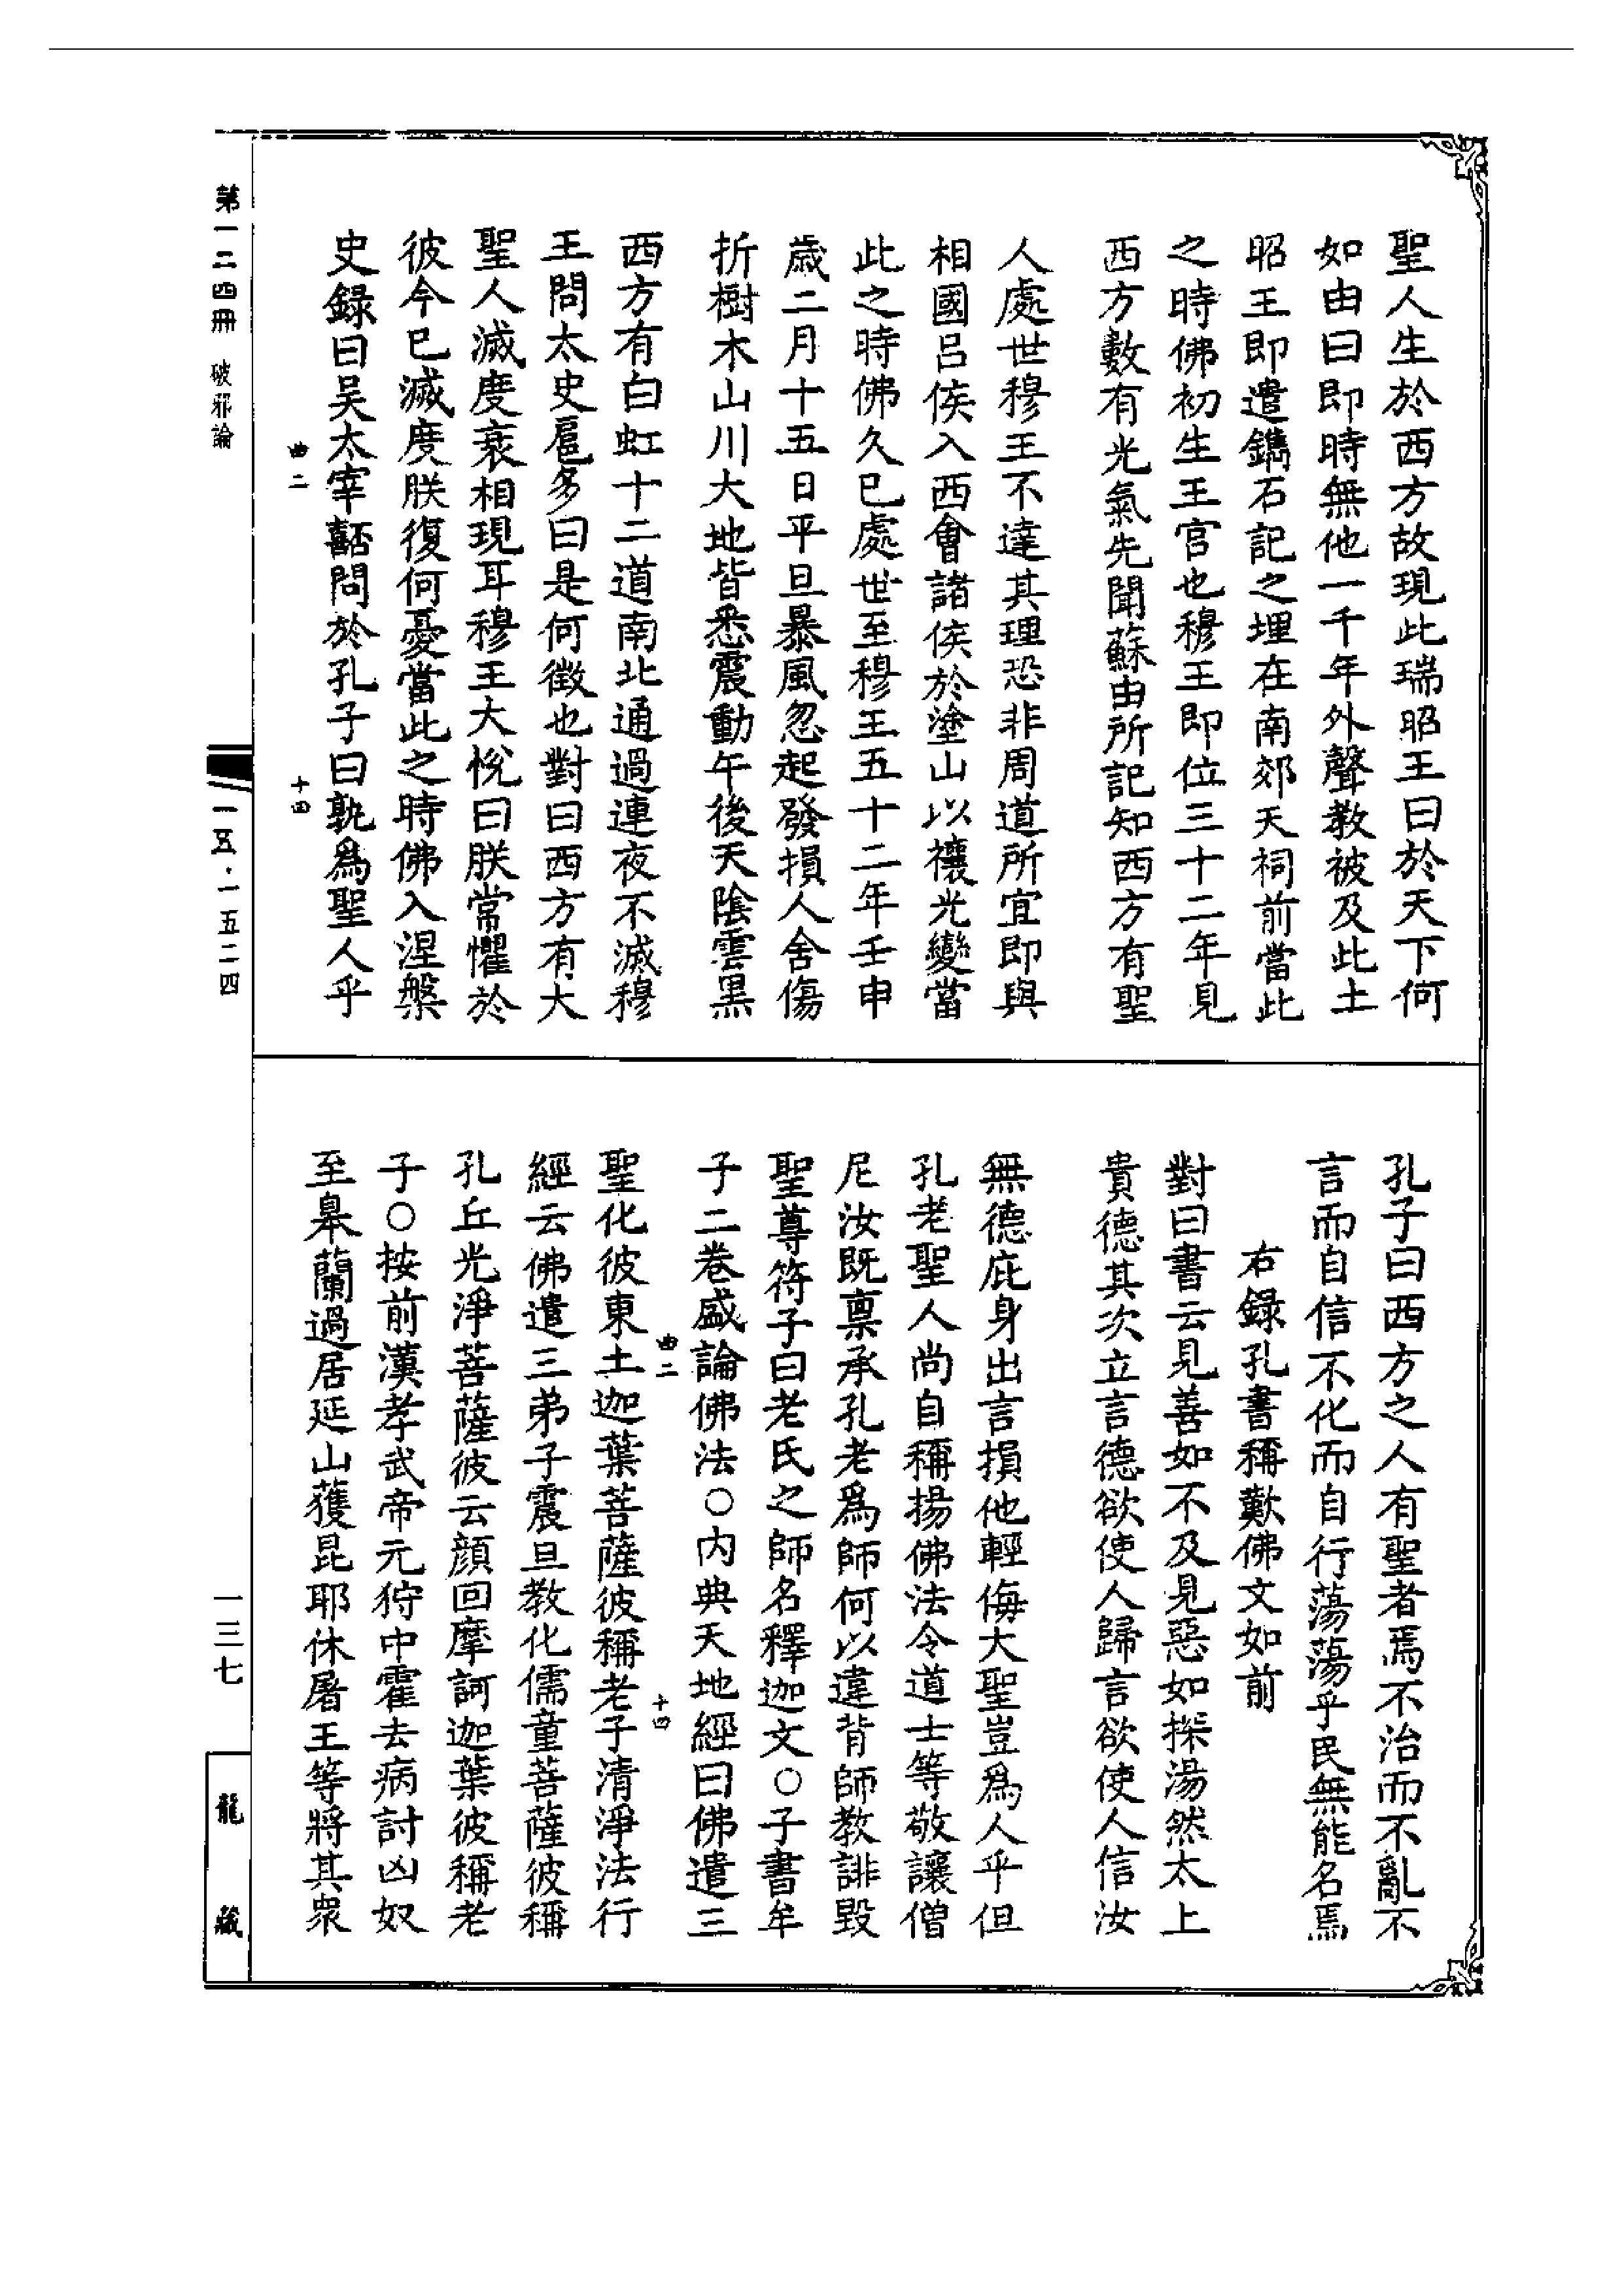 聖人生於西方故現此瑞昭王曰於天下何
如由曰即時無他一千年外聲教被及此土
昭王即遣鐫石記之埋在南郊天祠前當此
之時佛初生王宫也穆王即位三十二年見
西方數有光氣先聞蘇由所記知西方有聖
人處世穆王不達其理恐非周道所宜即與
相國吕侯入西會諸侯於塗山以禳光變當
此之時佛久已處世至穆王五十二年壬申
歲二月十五日平旦暴風忽起發損人舍傷
折樹木山川大地皆悉震動午後天陰雲黑
西方有白虹十二道南北通過連夜不滅穆
王問太史扈多曰是何徵也對曰西方有大
聖人滅度衰相現耳穆王大悅曰朕常懼於
彼今已滅度朕復何憂當此之時佛入涅槃
史録曰吴太宰嚭問於孔子曰孰爲聖人乎
曲二
十四
孔子曰西方之人有聖者焉不治而不亂不
言而自信不化而自行蕩蕩乎民無能名焉
右録孔書稱歎佛文如前
對曰書云見善如不及見惡如探湯然太上
貴德其次立言德欲使人歸言欲使人信汝
無德庇身出言損他輕侮大聖豈爲人乎但
孔老聖人尚自稱揚佛法令道士等敬讓僧
尼汝既禀承孔老爲師何以違背師教誹毀
聖尊符子曰老氏之師名釋迦文○子書牟
子二卷盛論佛法○内典天地經曰佛遣三
曲二
十四
聖化彼東土迦葉菩薩彼稱老子清淨法行
經云佛遣三弟子震旦教化儒童菩薩彼稱
孔丘光淨菩薩彼云顔回摩訶迦葉彼稱老
子○按前漢孝武帝元狩中霍去病討凶奴
至皐蘭過居延山獲昆耶休屠王等將其衆
第一二四冊
破邪論
一五·一五二四
一三七
龍藏